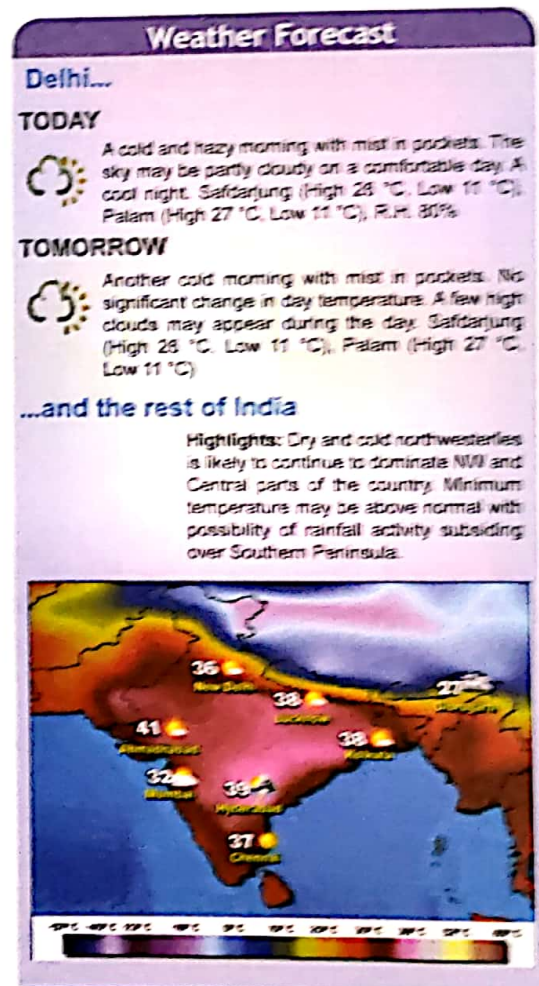 Weather Forecast
Delhi...
TODAY
A cold and hazy morning with mist in pockets. The
sky may be partly cloudy on a comfortable day. A
cool night. Safdarjung (High 26 °C, Low 11 °C),
Palam (High 27 °C, Low 11 °C), R.H. 80%
TOMORROW
Another cold morning with mist in pockets. No
significant change in day temperature. A few high
clouds may appear during the day. Safdarjung
(High 26 °C, Low 11 °C), Palam (High 27 °C,
Low 11 °C)
...and the rest of India
Highlights: Dry and cold northwesterlies
is likely to continue to dominate NW and
Central parts of the country. Minimum
temperature may be above normal with
possibility of rainfall activity subsiding
over Southern Peninsula.
36
New Delhi
38
Lucknow
27
41
Ahmadabad
38
Kolkata
32
Mumbai
39
Hyderabad
37
Chennai